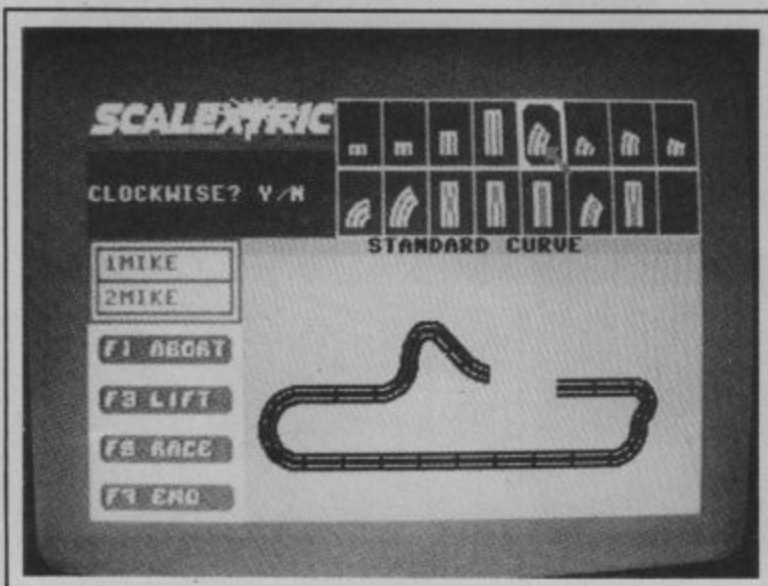 SCALEXTRIC
CLOCKWISE? Y/N
STANDARD CURVE
1MIKE
2MIKE
F1 ABORT
F3 LIFT
F5 RACE
F7 END